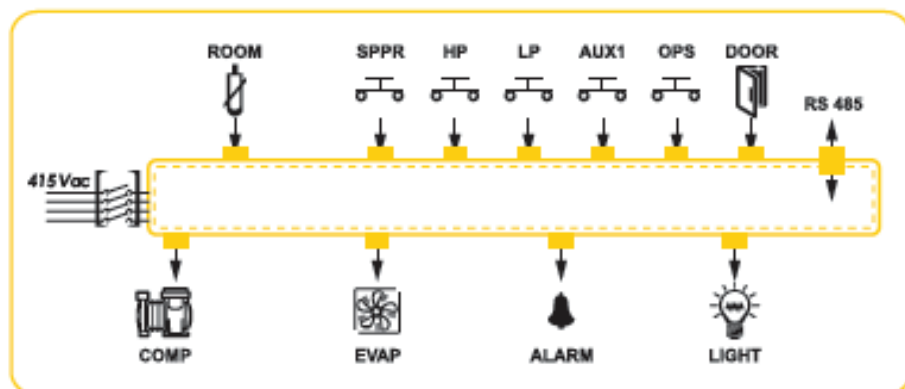 ROOM SPPR HP LP AUX1 OPS DOOR
RS 485
415Vac
COMP EVAP ALARM LIGHT